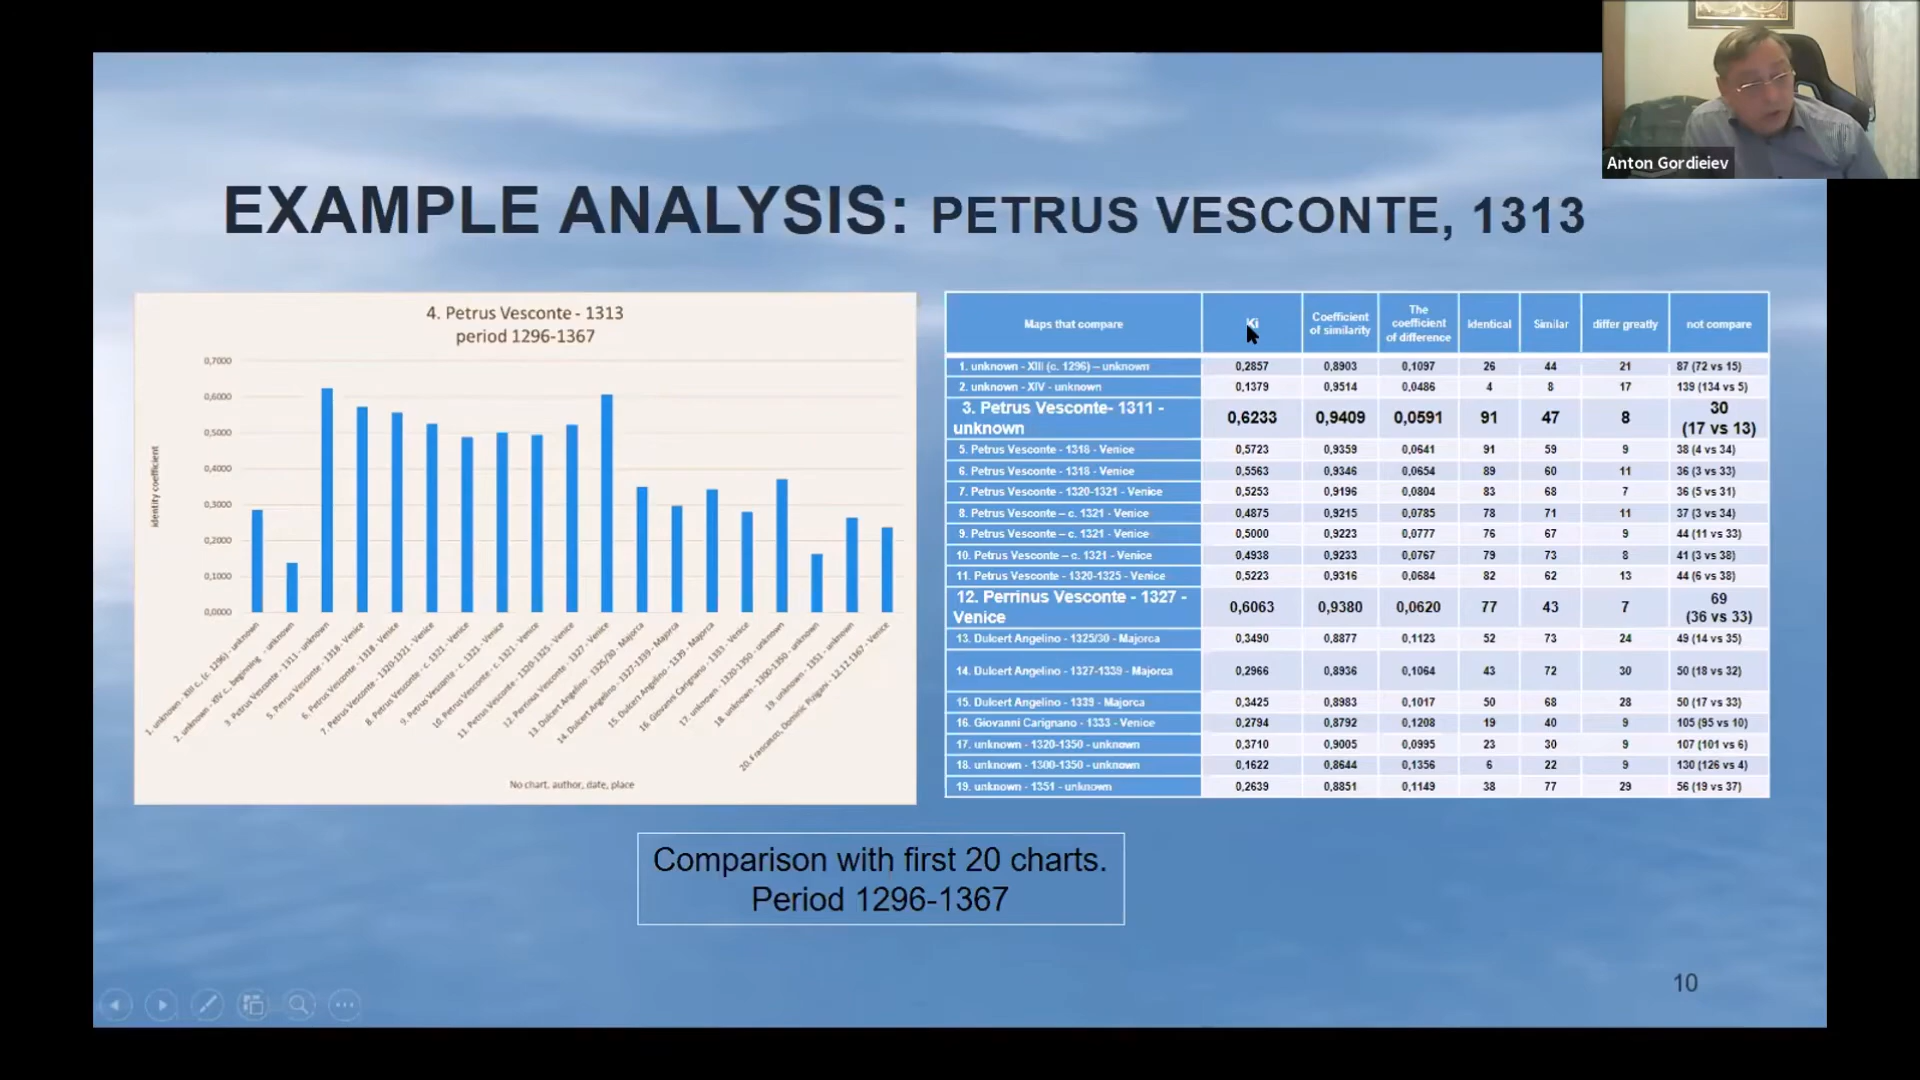 Anton Gordieiev
EXAMPLE ANALYSIS: PETRUS VESCONTE, 1313
4. Petrus Vesconte - 1313
period 1296-1367
identity coefficient
0,7000
0,6000
0,5000
0,4000
0,3000
0,2000
0,1000
0,0000
1. unknown - XIII c., (c. 1296) - unknown
2. unknown - XIV c., beginning - unknown
3. Petrus Vesconte - 1311 - unknown
5. Petrus Vesconte - 1318 - Venice
6. Petrus Vesconte - 1318 - Venice
7. Petrus Vesconte - 1320-1321 - Venice
8. Petrus Vesconte - c. 1321 - Venice
9. Petrus Vesconte - c. 1321 - Venice
10. Petrus Vesconte - c. 1321 - Venice
11. Petrus Vesconte - 1320-1325 - Venice
12. Perrinus Vesconte - 1327 - Venice
13. Dulcert Angelino - 1325/30 - Majorca
14. Dulcert Angelino - 1327-1339 - Majorca
15. Dulcert Angelino - 1339 - Majorca
16. Giovanni Carignano - 1333 - Venice
17. unknown - 1320-1350 - unknown
18. unknown - 1300-1350 - unknown
19. unknown - 1351 - unknown
20. Francesco, Dominic Pizigani - 12.12.1367 - Venice
No chart, author, date, place
Maps that compare Ki Coefficient of similarity The coefficient of difference Identical Similar differ greatly not compare
1. unknown - XIII (c. 1296) – unknown 0,2857 0,8903 0,1097 26 44 21 87 (72 vs 15)
2. unknown - XIV - unknown 0,1379 0,9514 0,0486 4 8 17 139 (134 vs 5)
3. Petrus Vesconte- 1311 - unknown 0,6233 0,9409 0,0591 91 47 8 30 (17 vs 13)
5. Petrus Vesconte - 1318 - Venice 0,5723 0,9359 0,0641 91 59 9 38 (4 vs 34)
6. Petrus Vesconte - 1318 - Venice 0,5563 0,9346 0,0654 89 60 11 36 (3 vs 33)
7. Petrus Vesconte - 1320-1321 - Venice 0,5253 0,9196 0,0804 83 68 7 36 (5 vs 31)
8. Petrus Vesconte – c. 1321 - Venice 0,4875 0,9215 0,0785 78 71 11 37 (3 vs 34)
9. Petrus Vesconte – c. 1321 - Venice 0,5000 0,9223 0,0777 76 67 9 44 (11 vs 33)
10. Petrus Vesconte – c. 1321 - Venice 0,4938 0,9233 0,0767 79 73 8 41 (3 vs 38)
11. Petrus Vesconte - 1320-1325 - Venice 0,5223 0,9316 0,0684 82 62 13 44 (6 vs 38)
12. Perrinus Vesconte - 1327 - Venice 0,6063 0,9380 0,0620 77 43 7 69 (36 vs 33)
13. Dulcert Angelino - 1325/30 - Majorca 0,3490 0,8877 0,1123 52 73 24 49 (14 vs 35)
14. Dulcert Angelino - 1327-1339 - Majorca 0,2966 0,8936 0,1064 43 72 30 50 (18 vs 32)
15. Dulcert Angelino - 1339 - Majorca 0,3425 0,8983 0,1017 50 68 28 50 (17 vs 33)
16. Giovanni Carignano - 1333 - Venice 0,2794 0,8792 0,1208 19 40 9 105 (95 vs 10)
17. unknown - 1320-1350 - unknown 0,3710 0,9005 0,0995 23 30 9 107 (101 vs 6)
18. unknown - 1300-1350 - unknown 0,1622 0,8644 0,1356 6 22 9 130 (126 vs 4)
19. unknown - 1351 - unknown 0,2639 0,8851 0,1149 38 77 29 56 (19 vs 37)
Comparison with first 20 charts.
Period 1296-1367
10